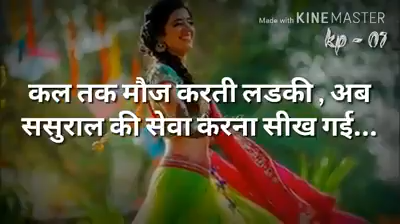 Made with KINEMASTER
kp - 07
कल तक मौज करती लडकी , अब
ससुराल की सेवा करना सीख गई...